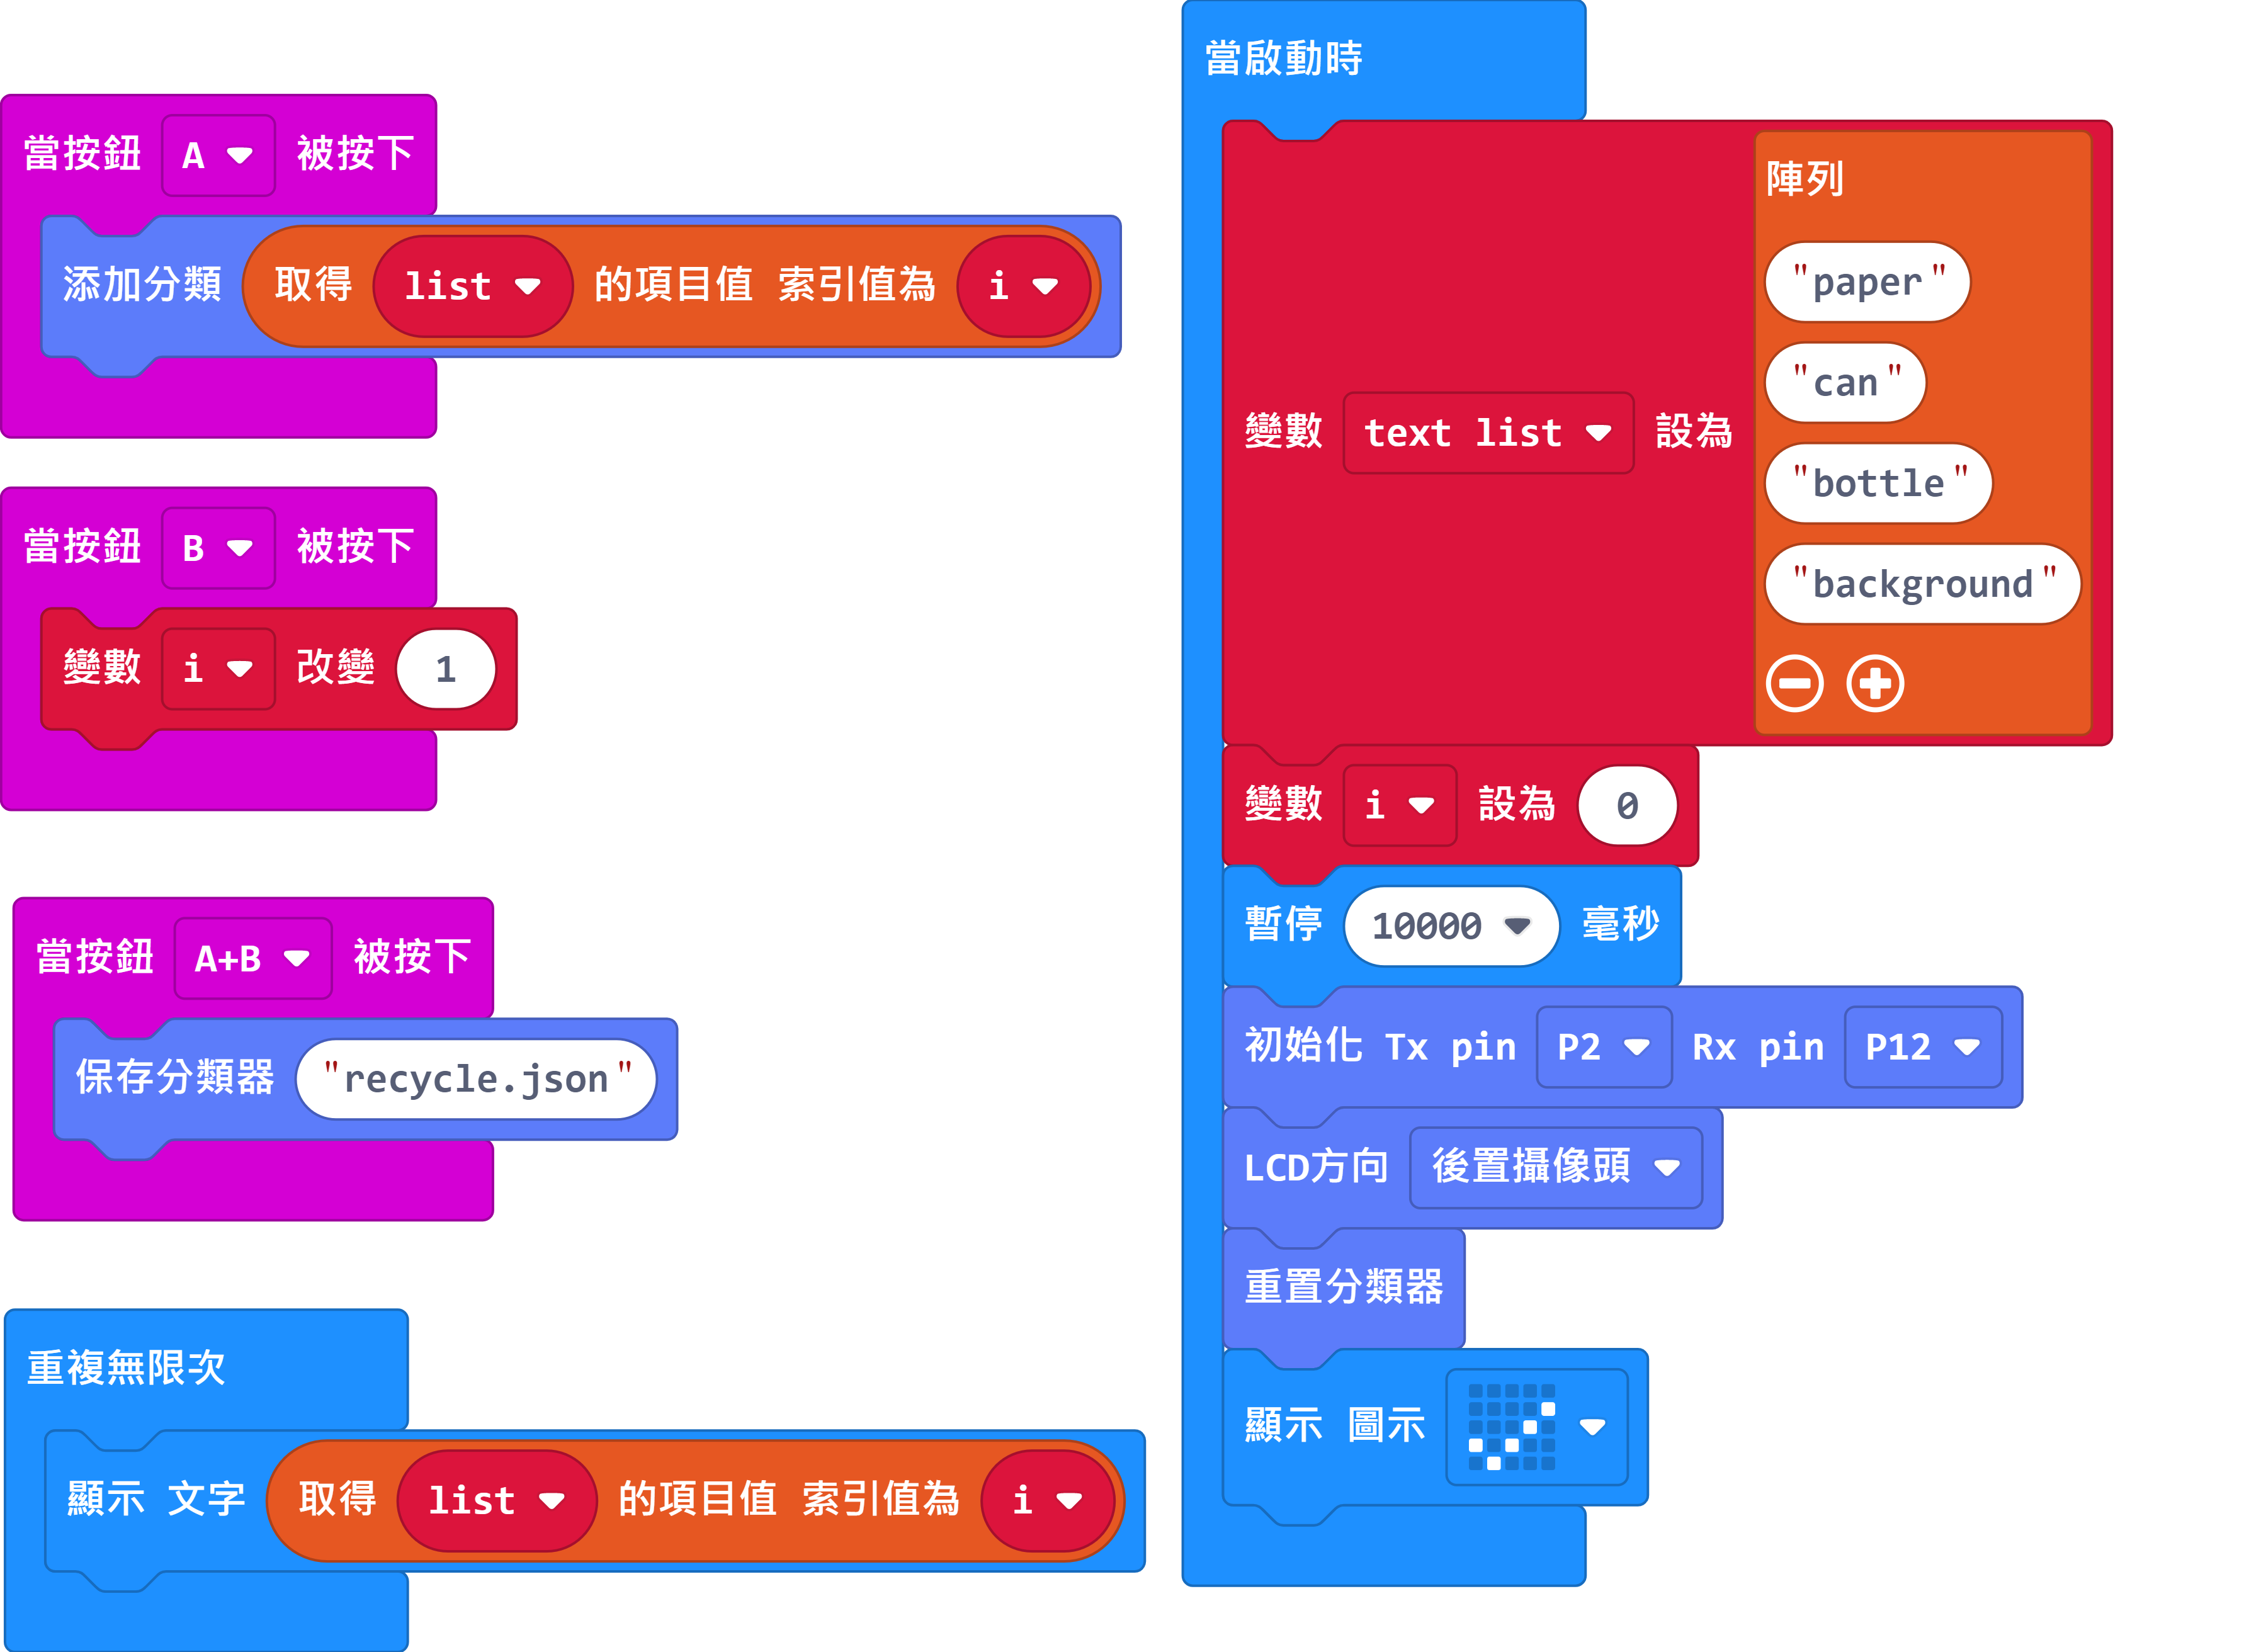 當按鈕 A 被按下
添加分類 取得 list 的項目值 索引值為 i
當按鈕 B 被按下
變數 i 改變 1
當按鈕 A+B 被按下
保存分類器 "recycle.json"
重複無限次
顯示 文字 取得 list 的項目值 索引值為 i
當啟動時
變數 text list 設為 陣列
"paper"
"can"
"bottle"
"background"
變數 i 設為 0
暫停 10000 毫秒
初始化 Tx pin P2 Rx pin P12
LCD方向 後置攝像頭
重置分類器
顯示 圖示